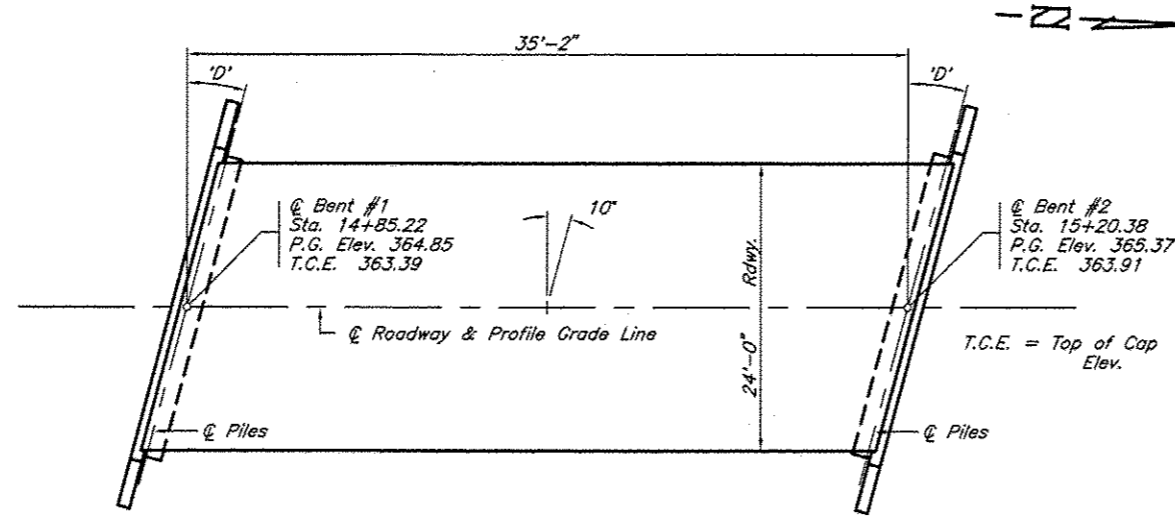 N
35'-2"
'D'
'D'
10°
℄ Bent #1
Sta. 14+85.22
P.G. Elev. 364.85
T.C.E. 363.39
℄ Bent #2
Sta. 15+20.38
P.G. Elev. 365.37
T.C.E. 363.91
Rdwy.
24'-0"
℄ Roadway & Profile Grade Line
T.C.E. = Top of Cap
Elev.
℄ Piles
℄ Piles